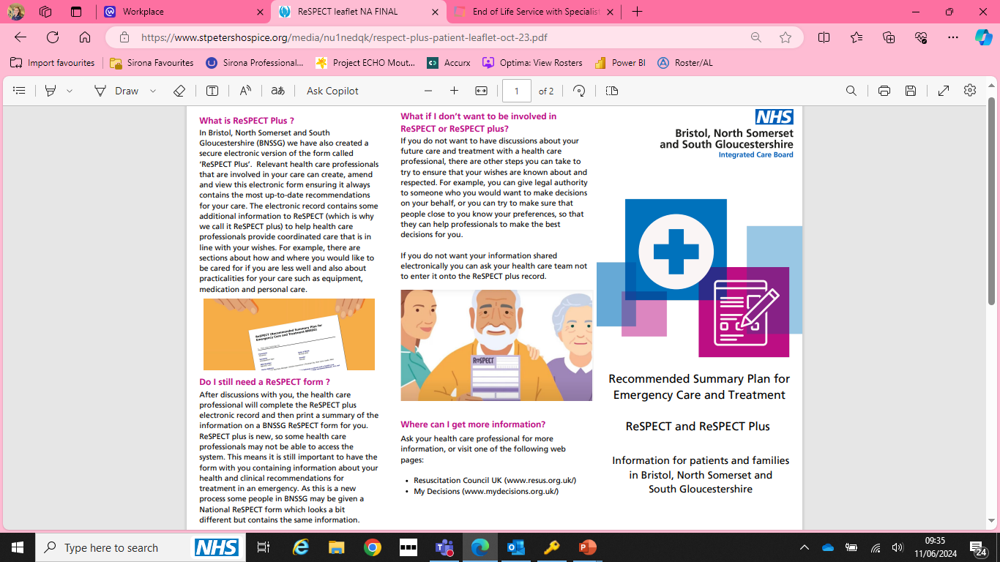 Workplace
ReSPECT leaflet NA FINAL
End of Life Service with Specialist
https://www.stpetershospice.org/media/nu1nedqk/respect-plus-patient-leaflet-oct-23.pdf
Import favourites
Sirona Favourites
Sirona Professional...
Project ECHO Mout...
Accurx
Optima: View Rosters
Power BI
Roster/AL
Draw
Ask Copilot
1
of 2
What is ReSPECT Plus ?
In Bristol, North Somerset and South
Gloucestershire (BNSSG) we have also created a
secure electronic version of the form called
‘ReSPECT Plus’. Relevant health care professionals
that are involved in your care can create, amend
and view this electronic form ensuring it always
contains the most up-to-date recommendations
for your care. The electronic record contains some
additional information to ReSPECT (which is why
we call it ReSPECT plus) to help health care
professionals provide coordinated care that is in
line with your wishes. For example, there are
sections about how and where you would like to
be cared for if you are less well and also about
practicalities for your care such as equipment,
medication and personal care.
ReSPECT (Recommended Summary Plan for
Emergency Care and Treatment-BNSSG)
Do I still need a ReSPECT form ?
After discussions with you, the health care
professional will complete the ReSPECT plus
electronic record and then print a summary of the
information on a BNSSG ReSPECT form for you.
ReSPECT plus is new, so some health care
professionals may not be able to access the
system. This means it is still important to have the
form with you containing information about your
health and clinical recommendations for
treatment in an emergency. As this is a new
process some people in BNSSG may be given a
National ReSPECT form which looks a bit
different but contains the same information.
What if I don’t want to be involved in
ReSPECT or ReSPECT plus?
If you do not want to have discussions about your
future care and treatment with a health care
professional, there are other steps you can take to
try to ensure that your wishes are known about and
respected. For example, you can give legal authority
to someone who you would want to make decisions
on your behalf, or you can try to make sure that
people close to you know your preferences, so that
they can help professionals to make the best
decisions for you.
If you do not want your information shared
electronically you can ask your health care team not
to enter it onto the ReSPECT plus record.
ReSPECT
Where can I get more information?
Ask your health care professional for more
information, or visit one of the following web
pages:
• Resuscitation Council UK (www.resus.org.uk/)
• My Decisions (www.mydecisions.org.uk/)
NHS
Bristol, North Somerset
and South Gloucestershire
Integrated Care Board
Recommended Summary Plan for
Emergency Care and Treatment
ReSPECT and ReSPECT Plus
Information for patients and families
in Bristol, North Somerset and
South Gloucestershire
Type here to search
NHS
09:35
11/06/2024
24